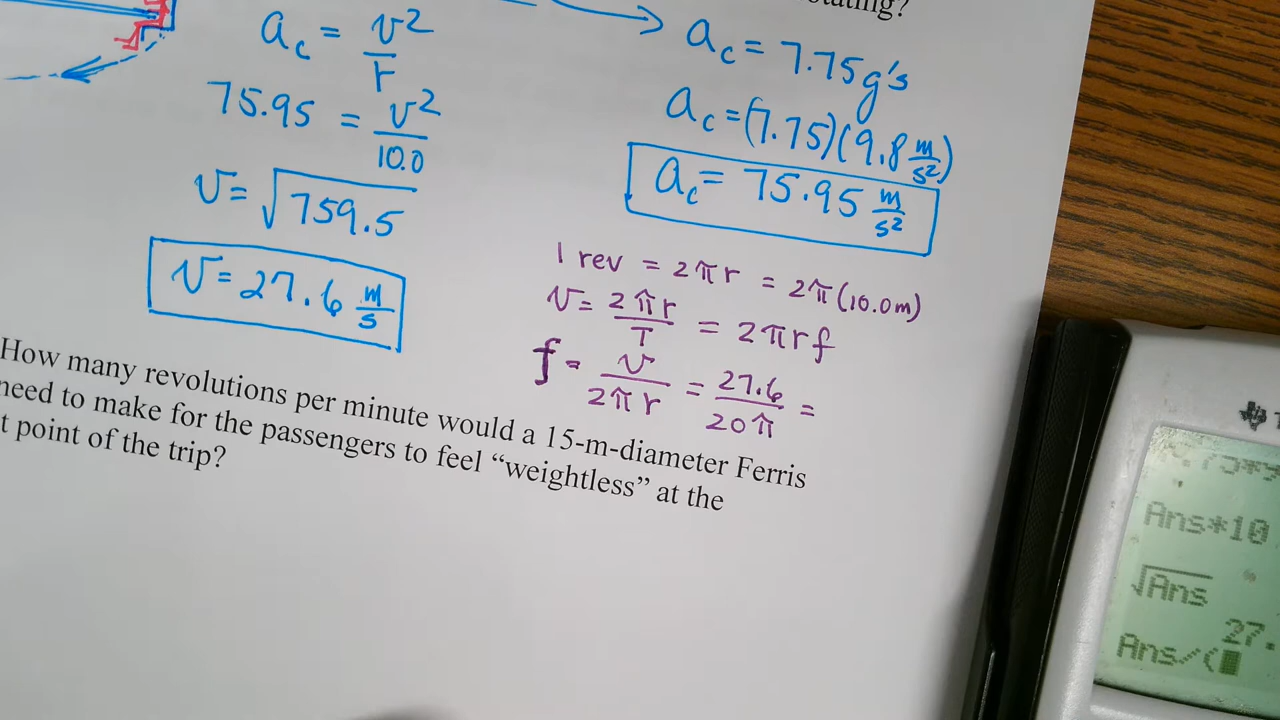 a_c = v²/r
75.95 = v²/10.0
v = √759.5
v = 27.6 m/s
a_c = 7.75 g's
a_c = (7.75)(9.8 m/s²)
a_c = 75.95 m/s²
1 rev = 2πr = 2π(10.0m)
v = 2πr/T = 2πrf
f = v/2πr = 27.6/20π =
How many revolutions per minute would a 15-m-diameter Ferris
need to make for the passengers to feel “weightless” at the
point of the trip?
Ans*10
√Ans
27.
Ans/(